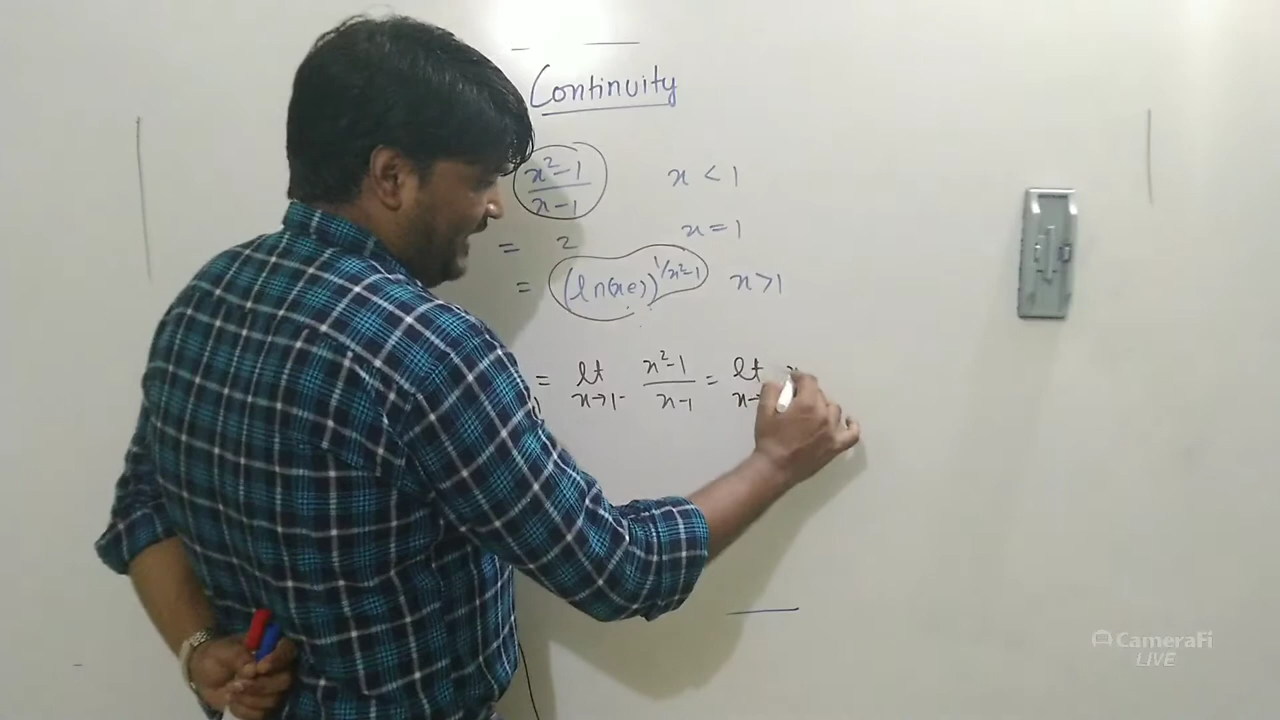 Continuity
x²-1/x-1 x < 1
= 2 x = 1
= (ln(xe))^1/x²-1 x > 1
= lt x→1- x²-1/x-1 = lt x→
CameraFi
LIVE